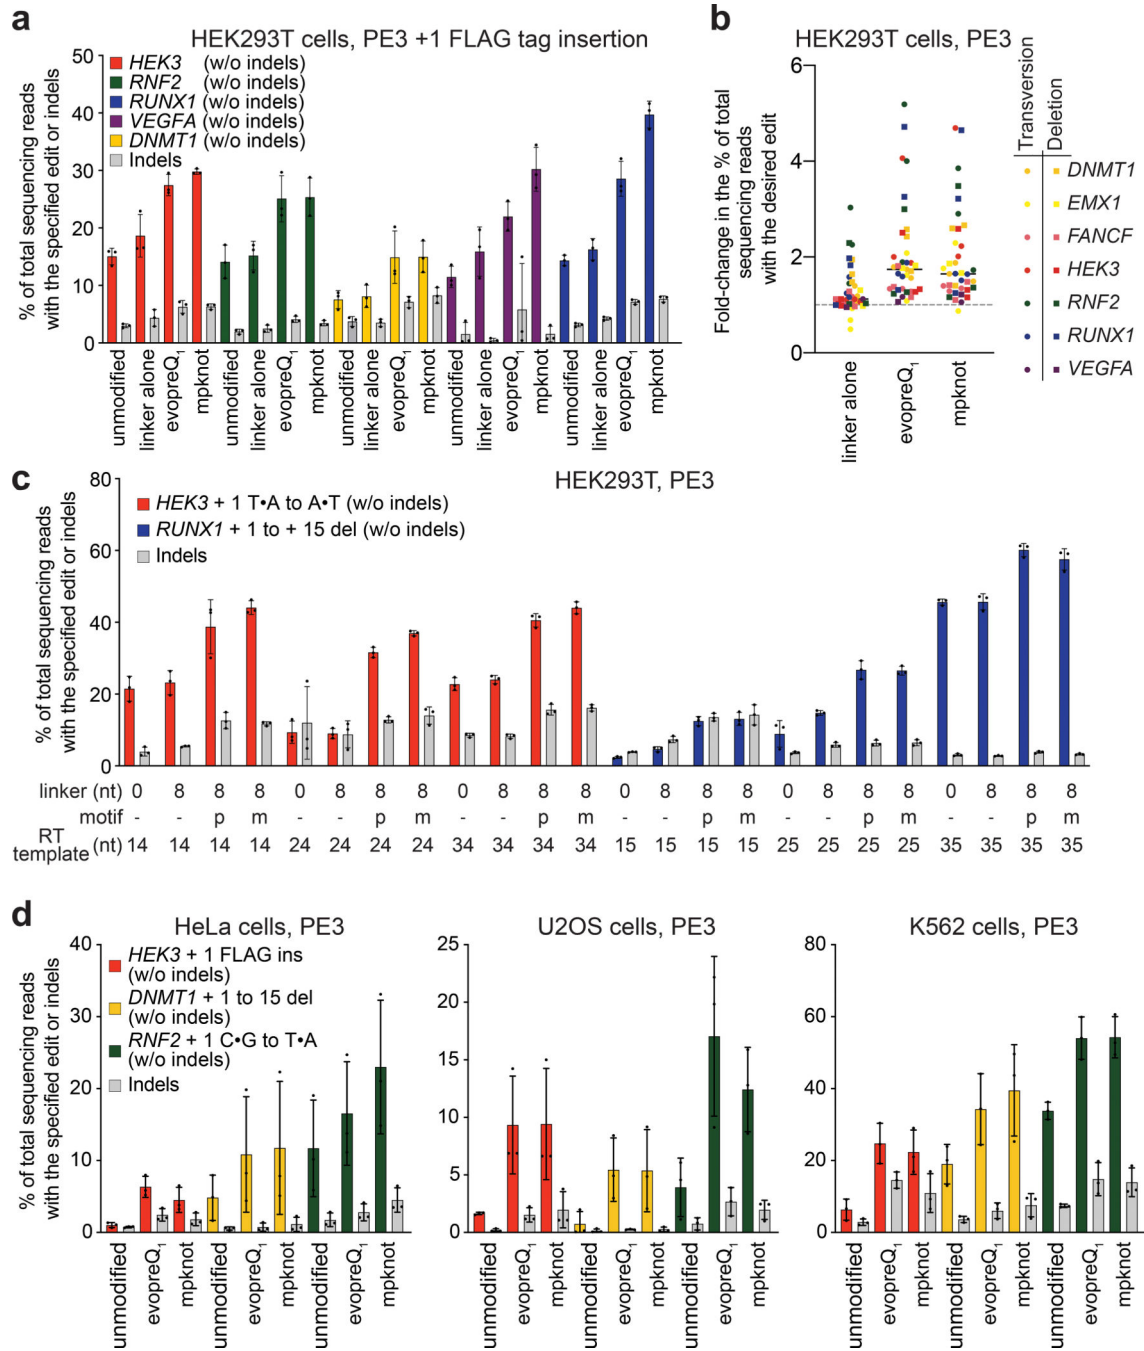 a
HEK293T cells, PE3 +1 FLAG tag insertion
% of total sequencing reads
with the specified edit or indels
50
40
30
20
10
0
HEK3 (w/o indels)
RNF2 (w/o indels)
RUNX1 (w/o indels)
VEGFA (w/o indels)
DNMT1 (w/o indels)
Indels
unmodified
linker alone
evopreQ1
mpknot
unmodified
linker alone
evopreQ1
mpknot
unmodified
linker alone
evopreQ1
mpknot
unmodified
linker alone
evopreQ1
mpknot
unmodified
linker alone
evopreQ1
mpknot
b
HEK293T cells, PE3
Fold-change in the % of total
sequencing reads
with the desired edit
6
4
2
0
linker alone
evopreQ1
mpknot
Transversion
Deletion
DNMT1
EMX1
FANCF
HEK3
RNF2
RUNX1
VEGFA
c
HEK293T, PE3
% of total sequencing reads
with the specified edit or indels
80
60
40
20
0
HEK3 + 1 T•A to A•T (w/o indels)
RUNX1 + 1 to + 15 del (w/o indels)
Indels
linker (nt) 0 8 8 8 0 8 8 8 0 8 8 8 0 8 8 8 0 8 8 8 0 8 8 8
motif - - p m - - p m - - p m - - p m - - p m - - p m
RT template (nt) 14 14 14 14 24 24 24 24 34 34 34 34 15 15 15 15 25 25 25 25 35 35 35 35
d
HeLa cells, PE3
% of total sequencing reads
with the specified edit or indels
40
30
20
10
0
HEK3 + 1 FLAG ins
(w/o indels)
DNMT1 + 1 to 15 del
(w/o indels)
RNF2 + 1 C•G to T•A
(w/o indels)
Indels
unmodified
evopreQ1
mpknot
unmodified
evopreQ1
mpknot
unmodified
evopreQ1
mpknot
U2OS cells, PE3
25
20
15
10
5
0
unmodified
evopreQ1
mpknot
unmodified
evopreQ1
mpknot
unmodified
evopreQ1
mpknot
K562 cells, PE3
80
60
40
20
0
unmodified
evopreQ1
mpknot
unmodified
evopreQ1
mpknot
unmodified
evopreQ1
mpknot